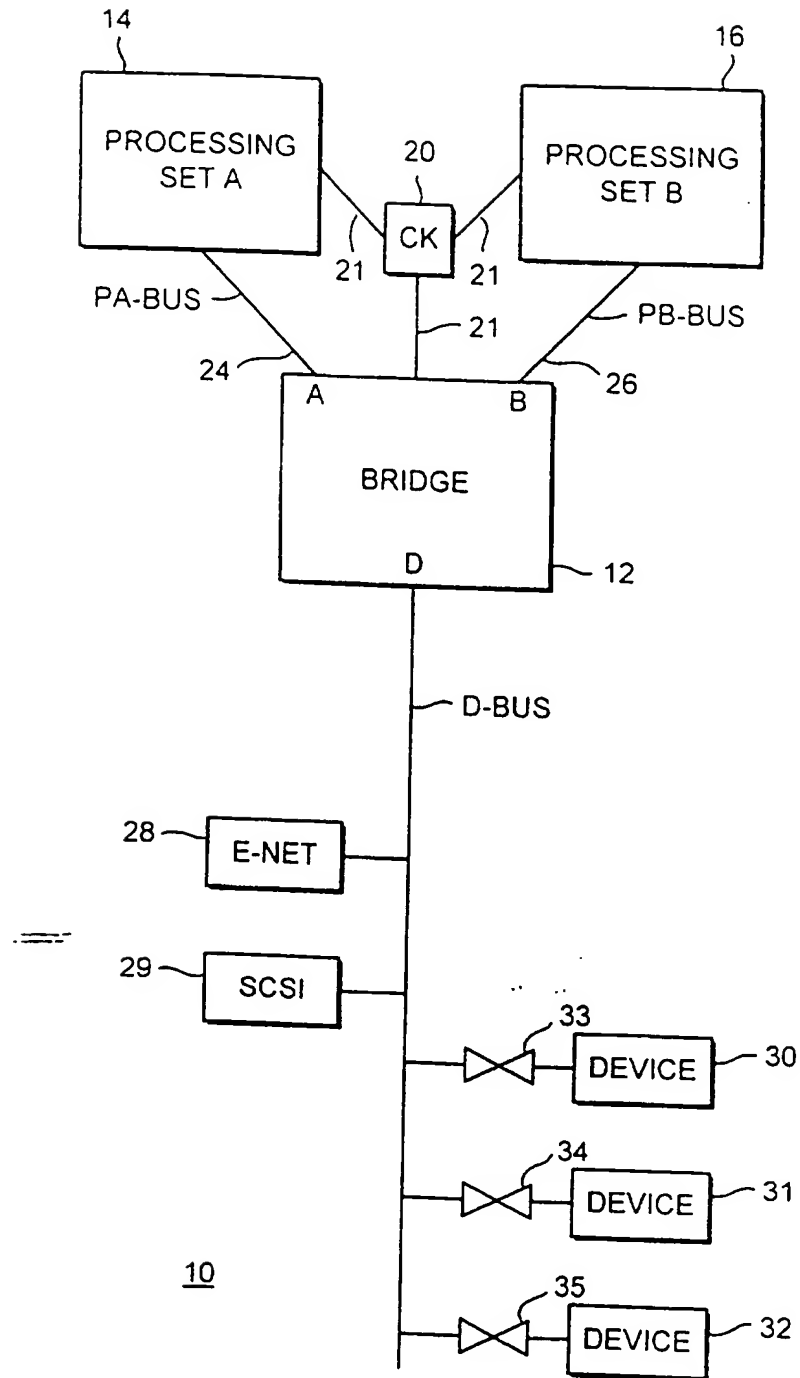 14
16
PROCESSING
SET A
20
PROCESSING
SET B
CK
21
21
PA-BUS
21
PB-BUS
24
26
A
B
BRIDGE
D
12
D-BUS
28
E-NET
29
SCSI
33
DEVICE
30
34
DEVICE
31
10
35
DEVICE
32